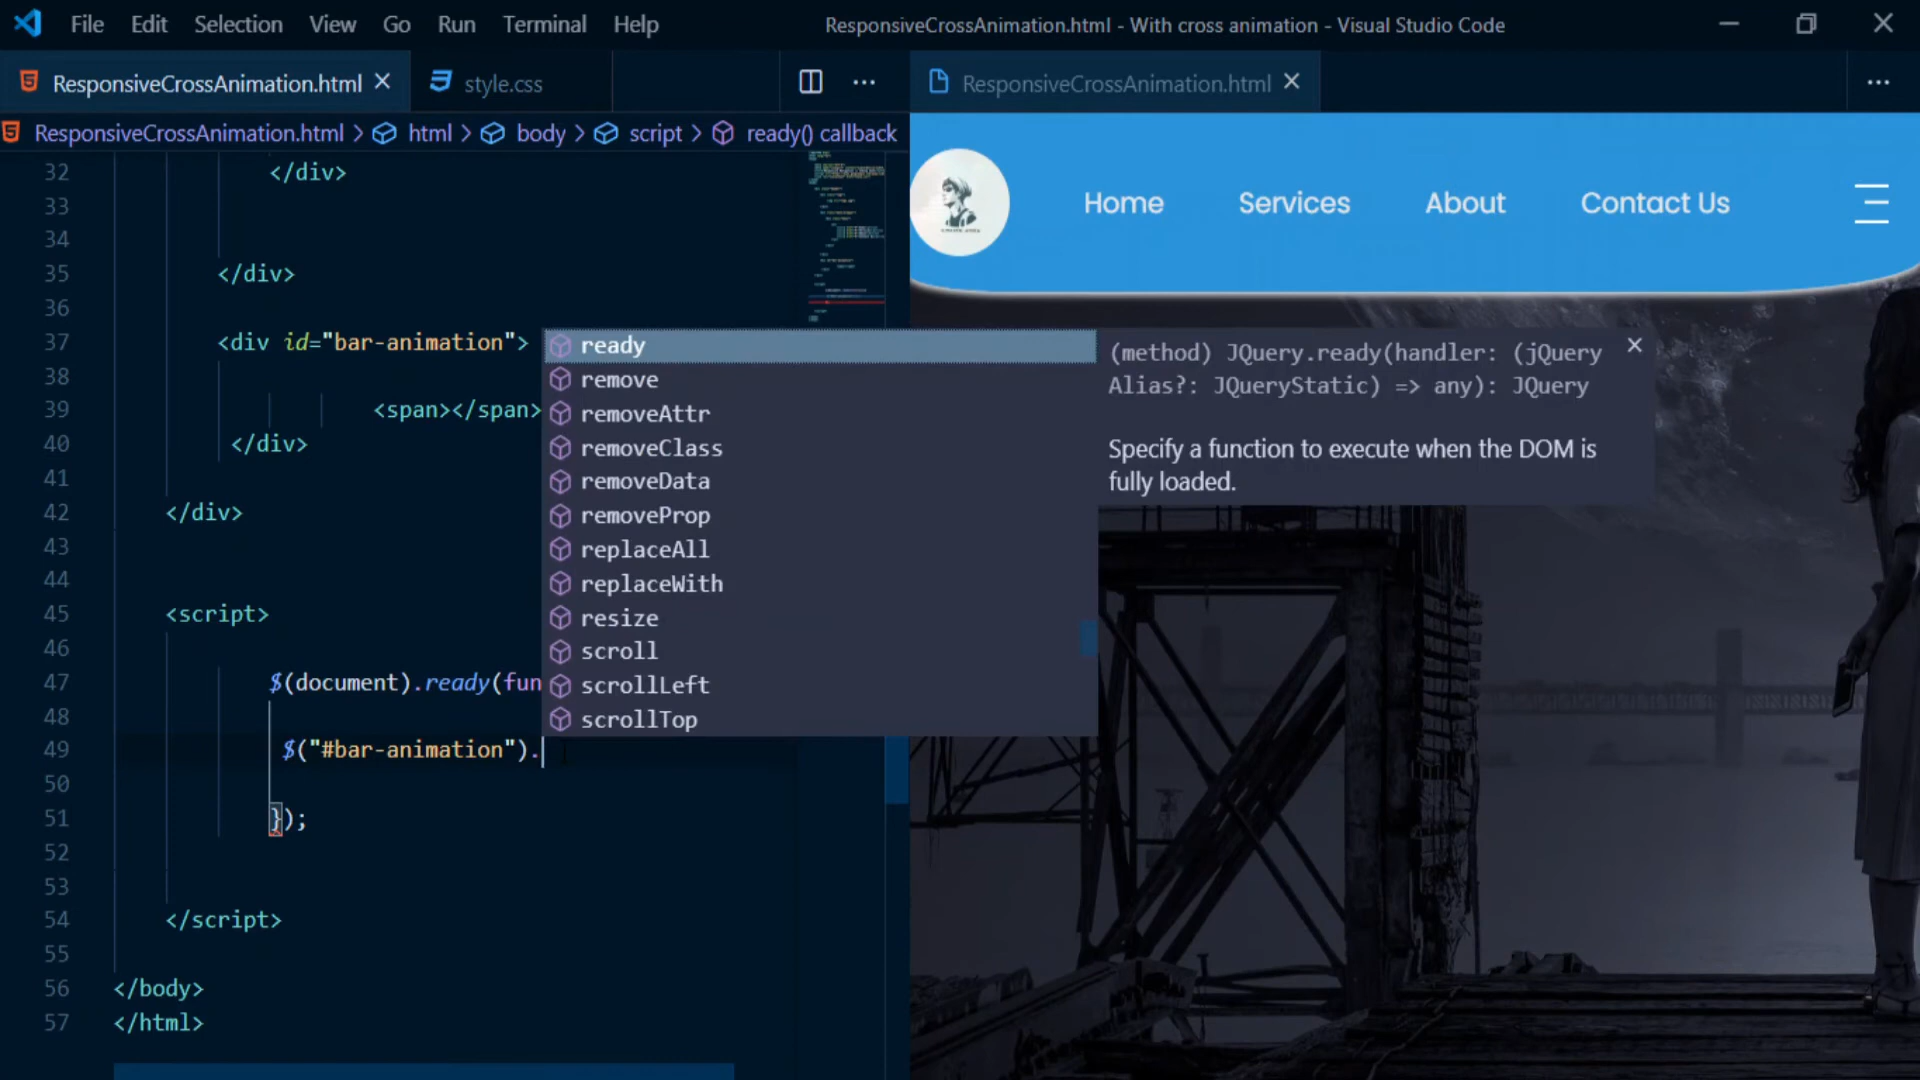 File Edit Selection View Go Run Terminal Help ResponsiveCrossAnimation.html - With cross animation - Visual Studio Code
ResponsiveCrossAnimation.html style.css ResponsiveCrossAnimation.html
ResponsiveCrossAnimation.html > html > body > script > ready() callback
Home Services About Contact Us
32 </div>
33
34
35 </div>
36
37 <div id="bar-animation">
38
39 <span></span>
40 </div>
41
42 </div>
43
44
45 <script>
46
47 $(document).ready(fun
48
49 $("#bar-animation").
50
51 });
52
53
54 </script>
55
56 </body>
57 </html>
ready
remove
removeAttr
removeClass
removeData
removeProp
replaceAll
replaceWith
resize
scroll
scrollLeft
scrollTop
(method) JQuery.ready(handler: (jQuery
Alias?: JQueryStatic) => any): JQuery
Specify a function to execute when the DOM is
fully loaded.